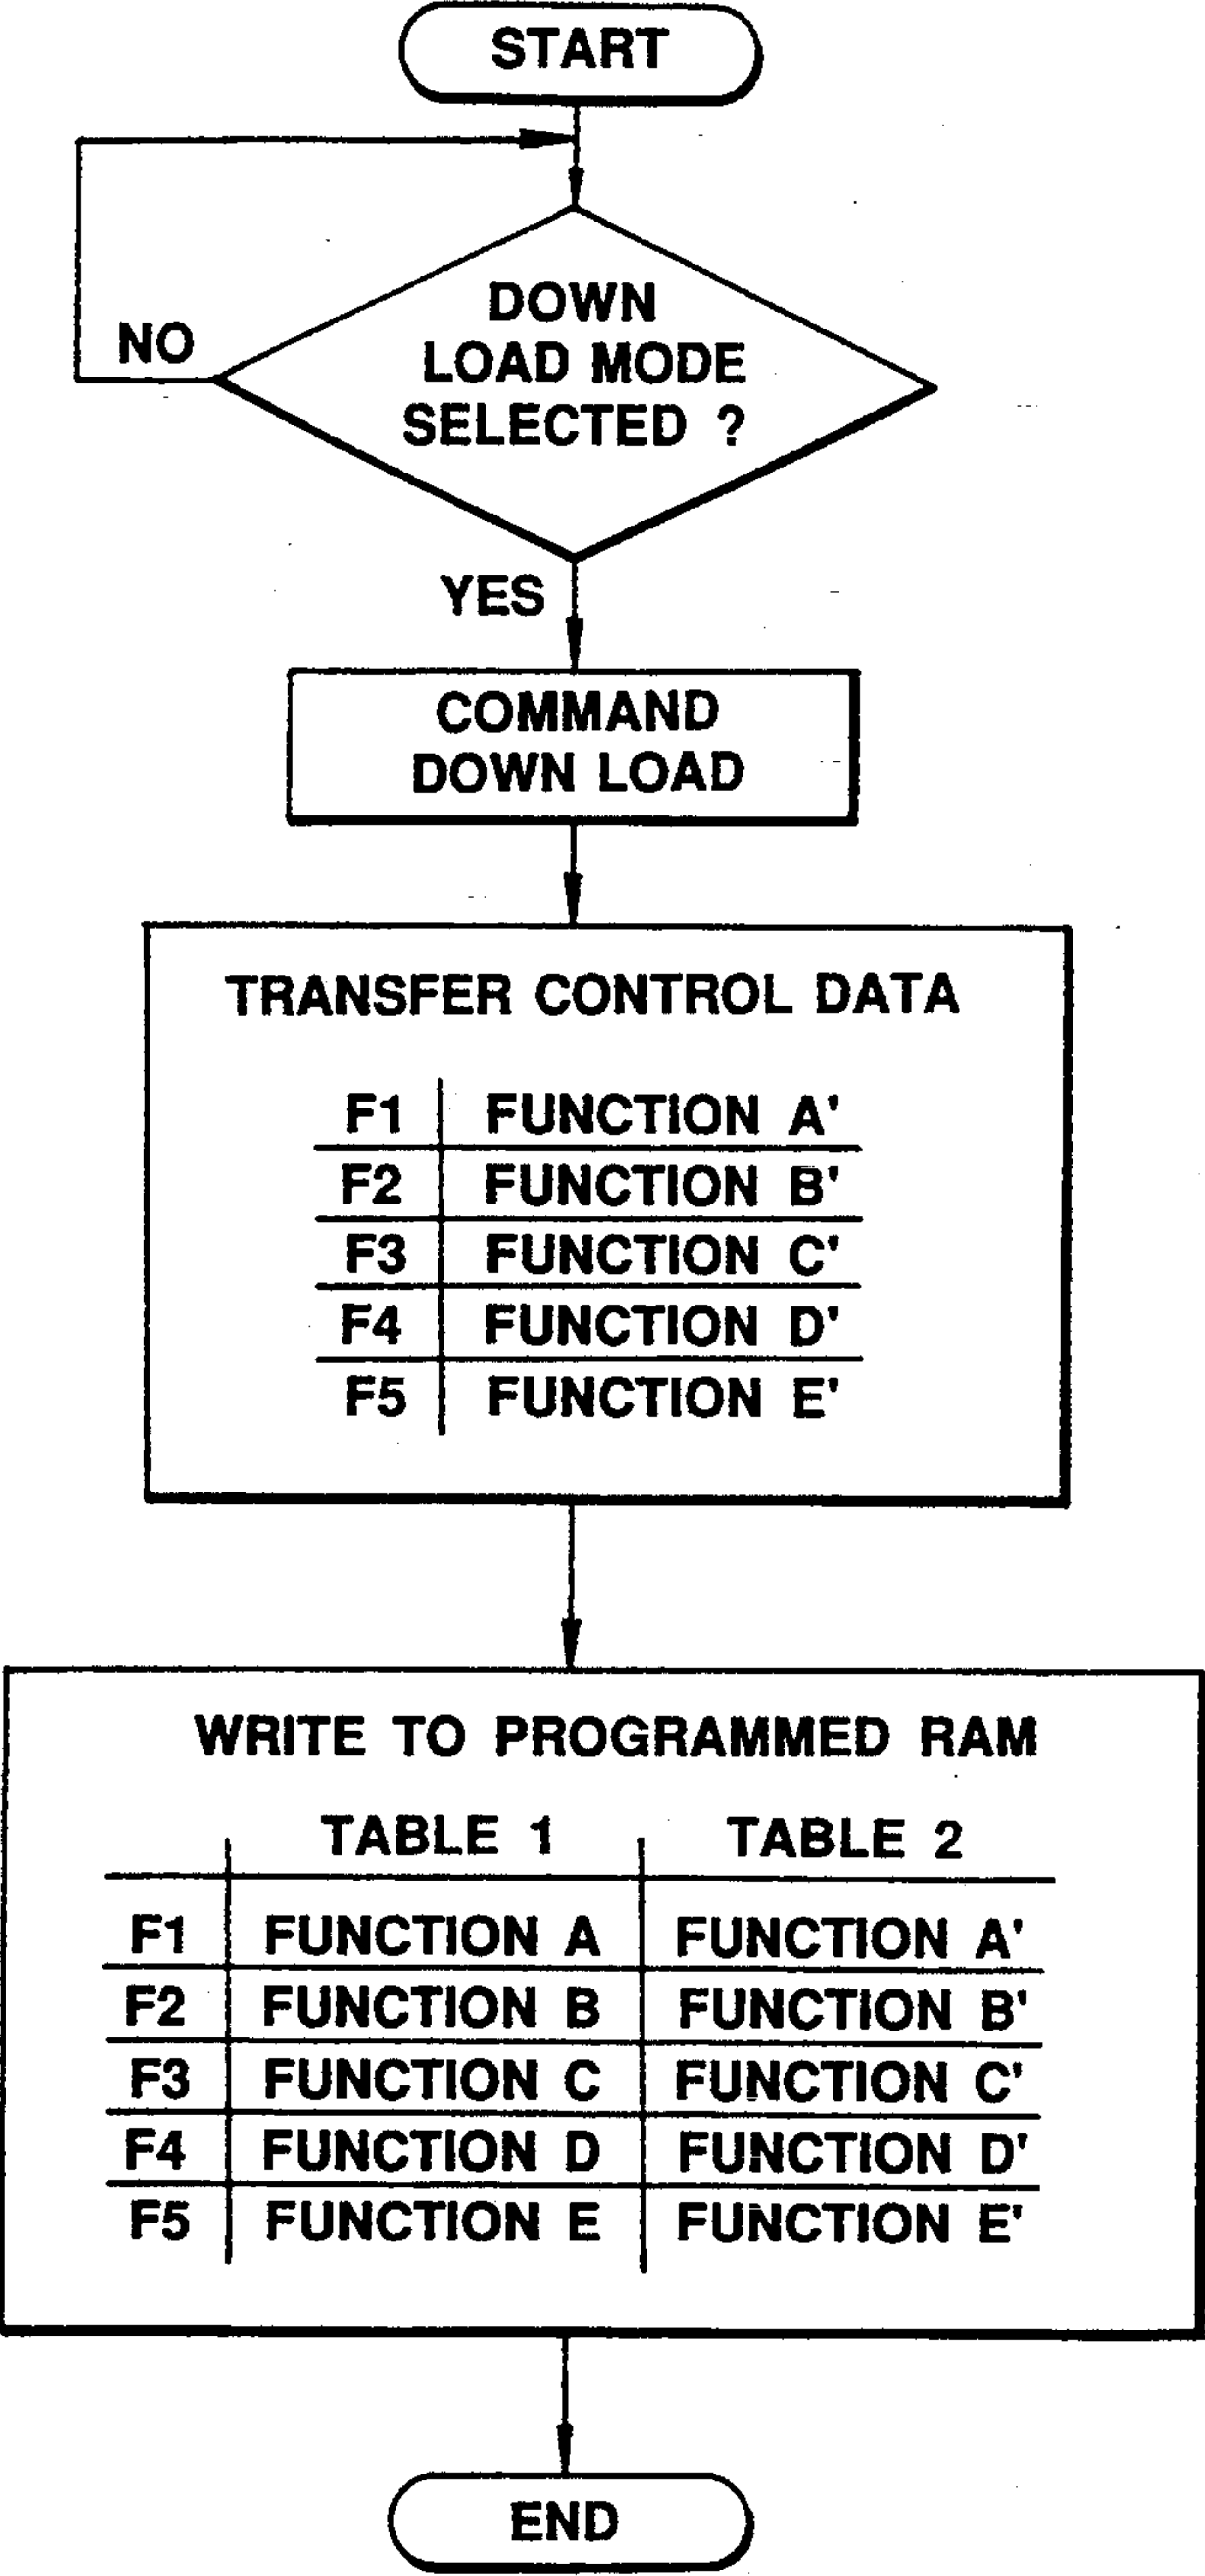 START
DOWN
LOAD MODE
SELECTED ?
NO
YES
COMMAND
DOWN LOAD
TRANSFER CONTROL DATA
F1 FUNCTION A'
F2 FUNCTION B'
F3 FUNCTION C'
F4 FUNCTION D'
F5 FUNCTION E'
WRITE TO PROGRAMMED RAM
TABLE 1 TABLE 2
F1 FUNCTION A FUNCTION A'
F2 FUNCTION B FUNCTION B'
F3 FUNCTION C FUNCTION C'
F4 FUNCTION D FUNCTION D'
F5 FUNCTION E FUNCTION E'
END